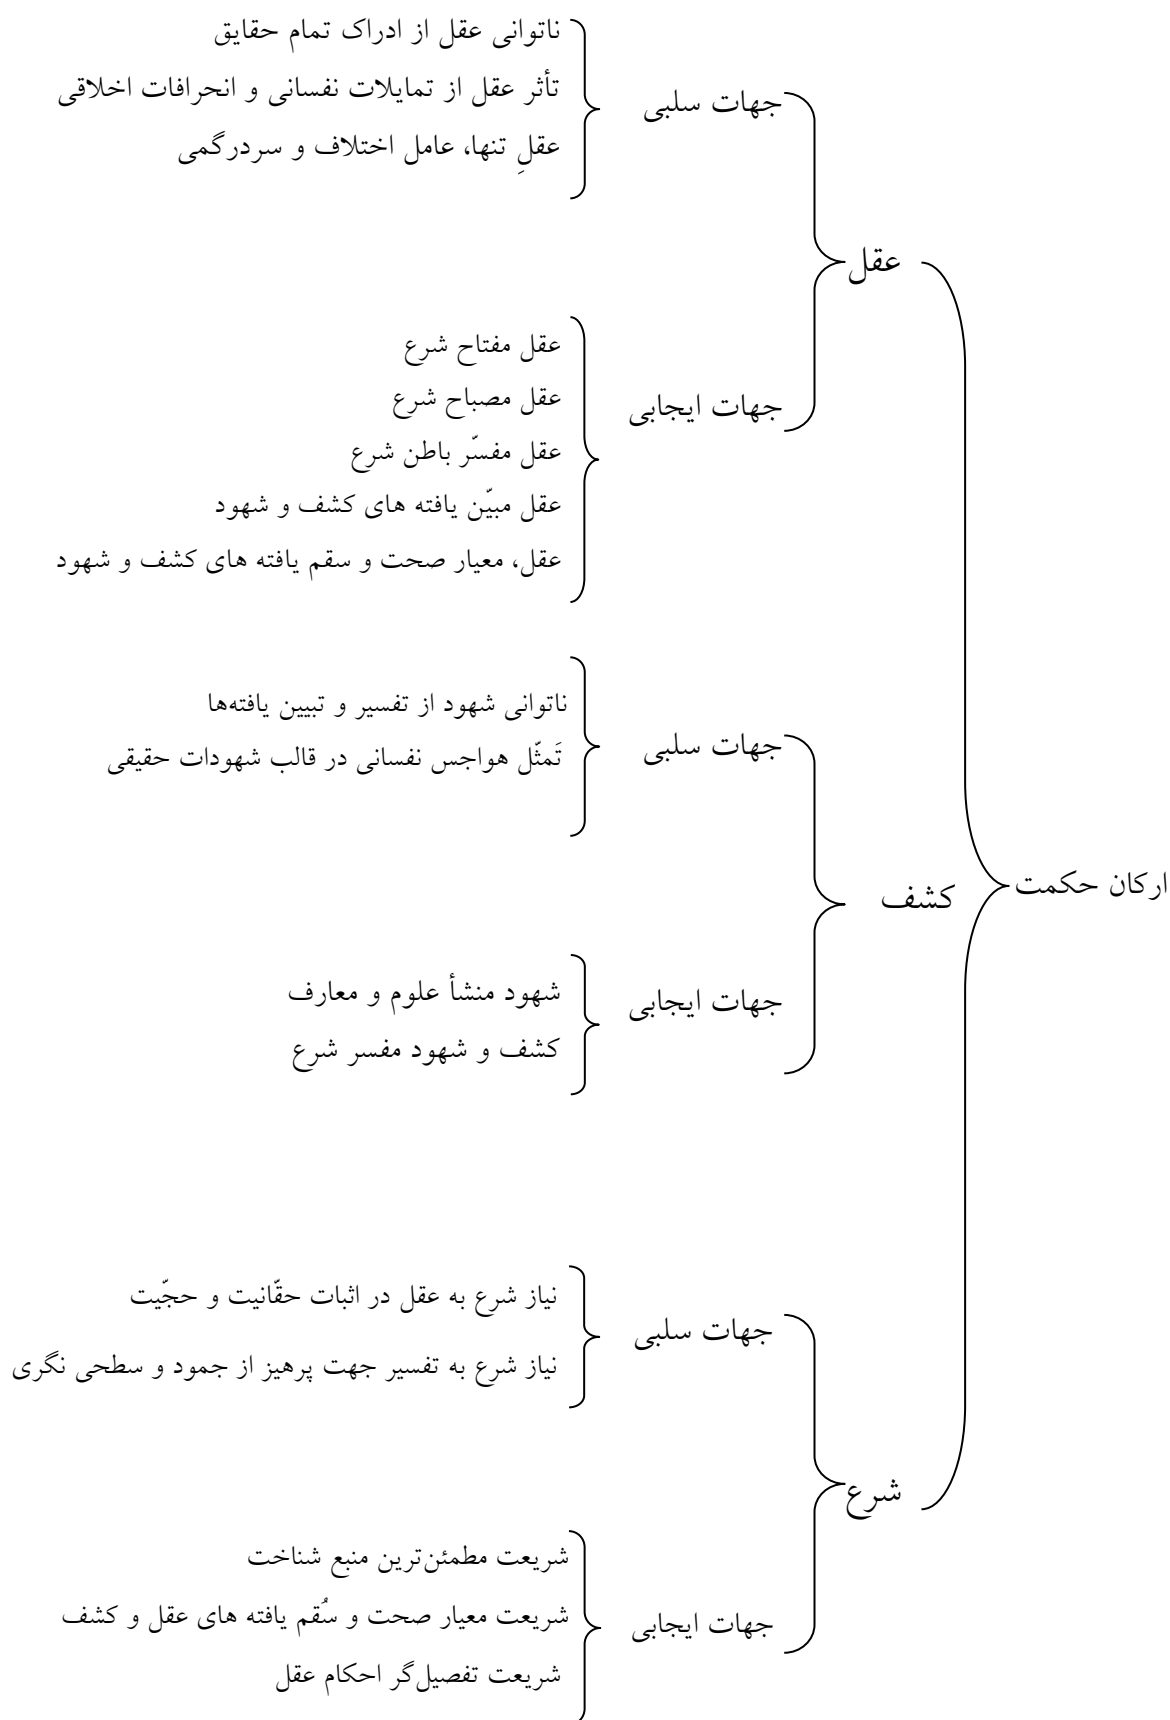 ارکان حکمت
عقل
جهات سلبی
ناتوانی عقل از ادراک تمام حقایق
تأثر عقل از تمایلات نفسانی و انحرافات اخلاقی
عقلِ تنها، عامل اختلاف و سردرگمی
جهات ایجابی
عقل مفتاح شرع
عقل مصباح شرع
عقل مفسّر باطن شرع
عقل مبیّن یافته های کشف و شهود
عقل، معیار صحت و سقم یافته های کشف و شهود
کشف
جهات سلبی
ناتوانی شهود از تفسیر و تبیین یافته‌ها
تَمثّل هواجس نفسانی در قالب شهودات حقیقی
جهات ایجابی
شهود منشأ علوم و معارف
کشف و شهود مفسر شرع
شرع
جهات سلبی
نیاز شرع به عقل در اثبات حقّانیت و حجّیت
نیاز شرع به تفسیر جهت پرهیز از جمود و سطحی نگری
جهات ایجابی
شریعت مطمئن‌ترین منبع شناخت
شریعت معیار صحت و سُقم یافته های عقل و کشف
شریعت تفصیل‌گر احکام عقل